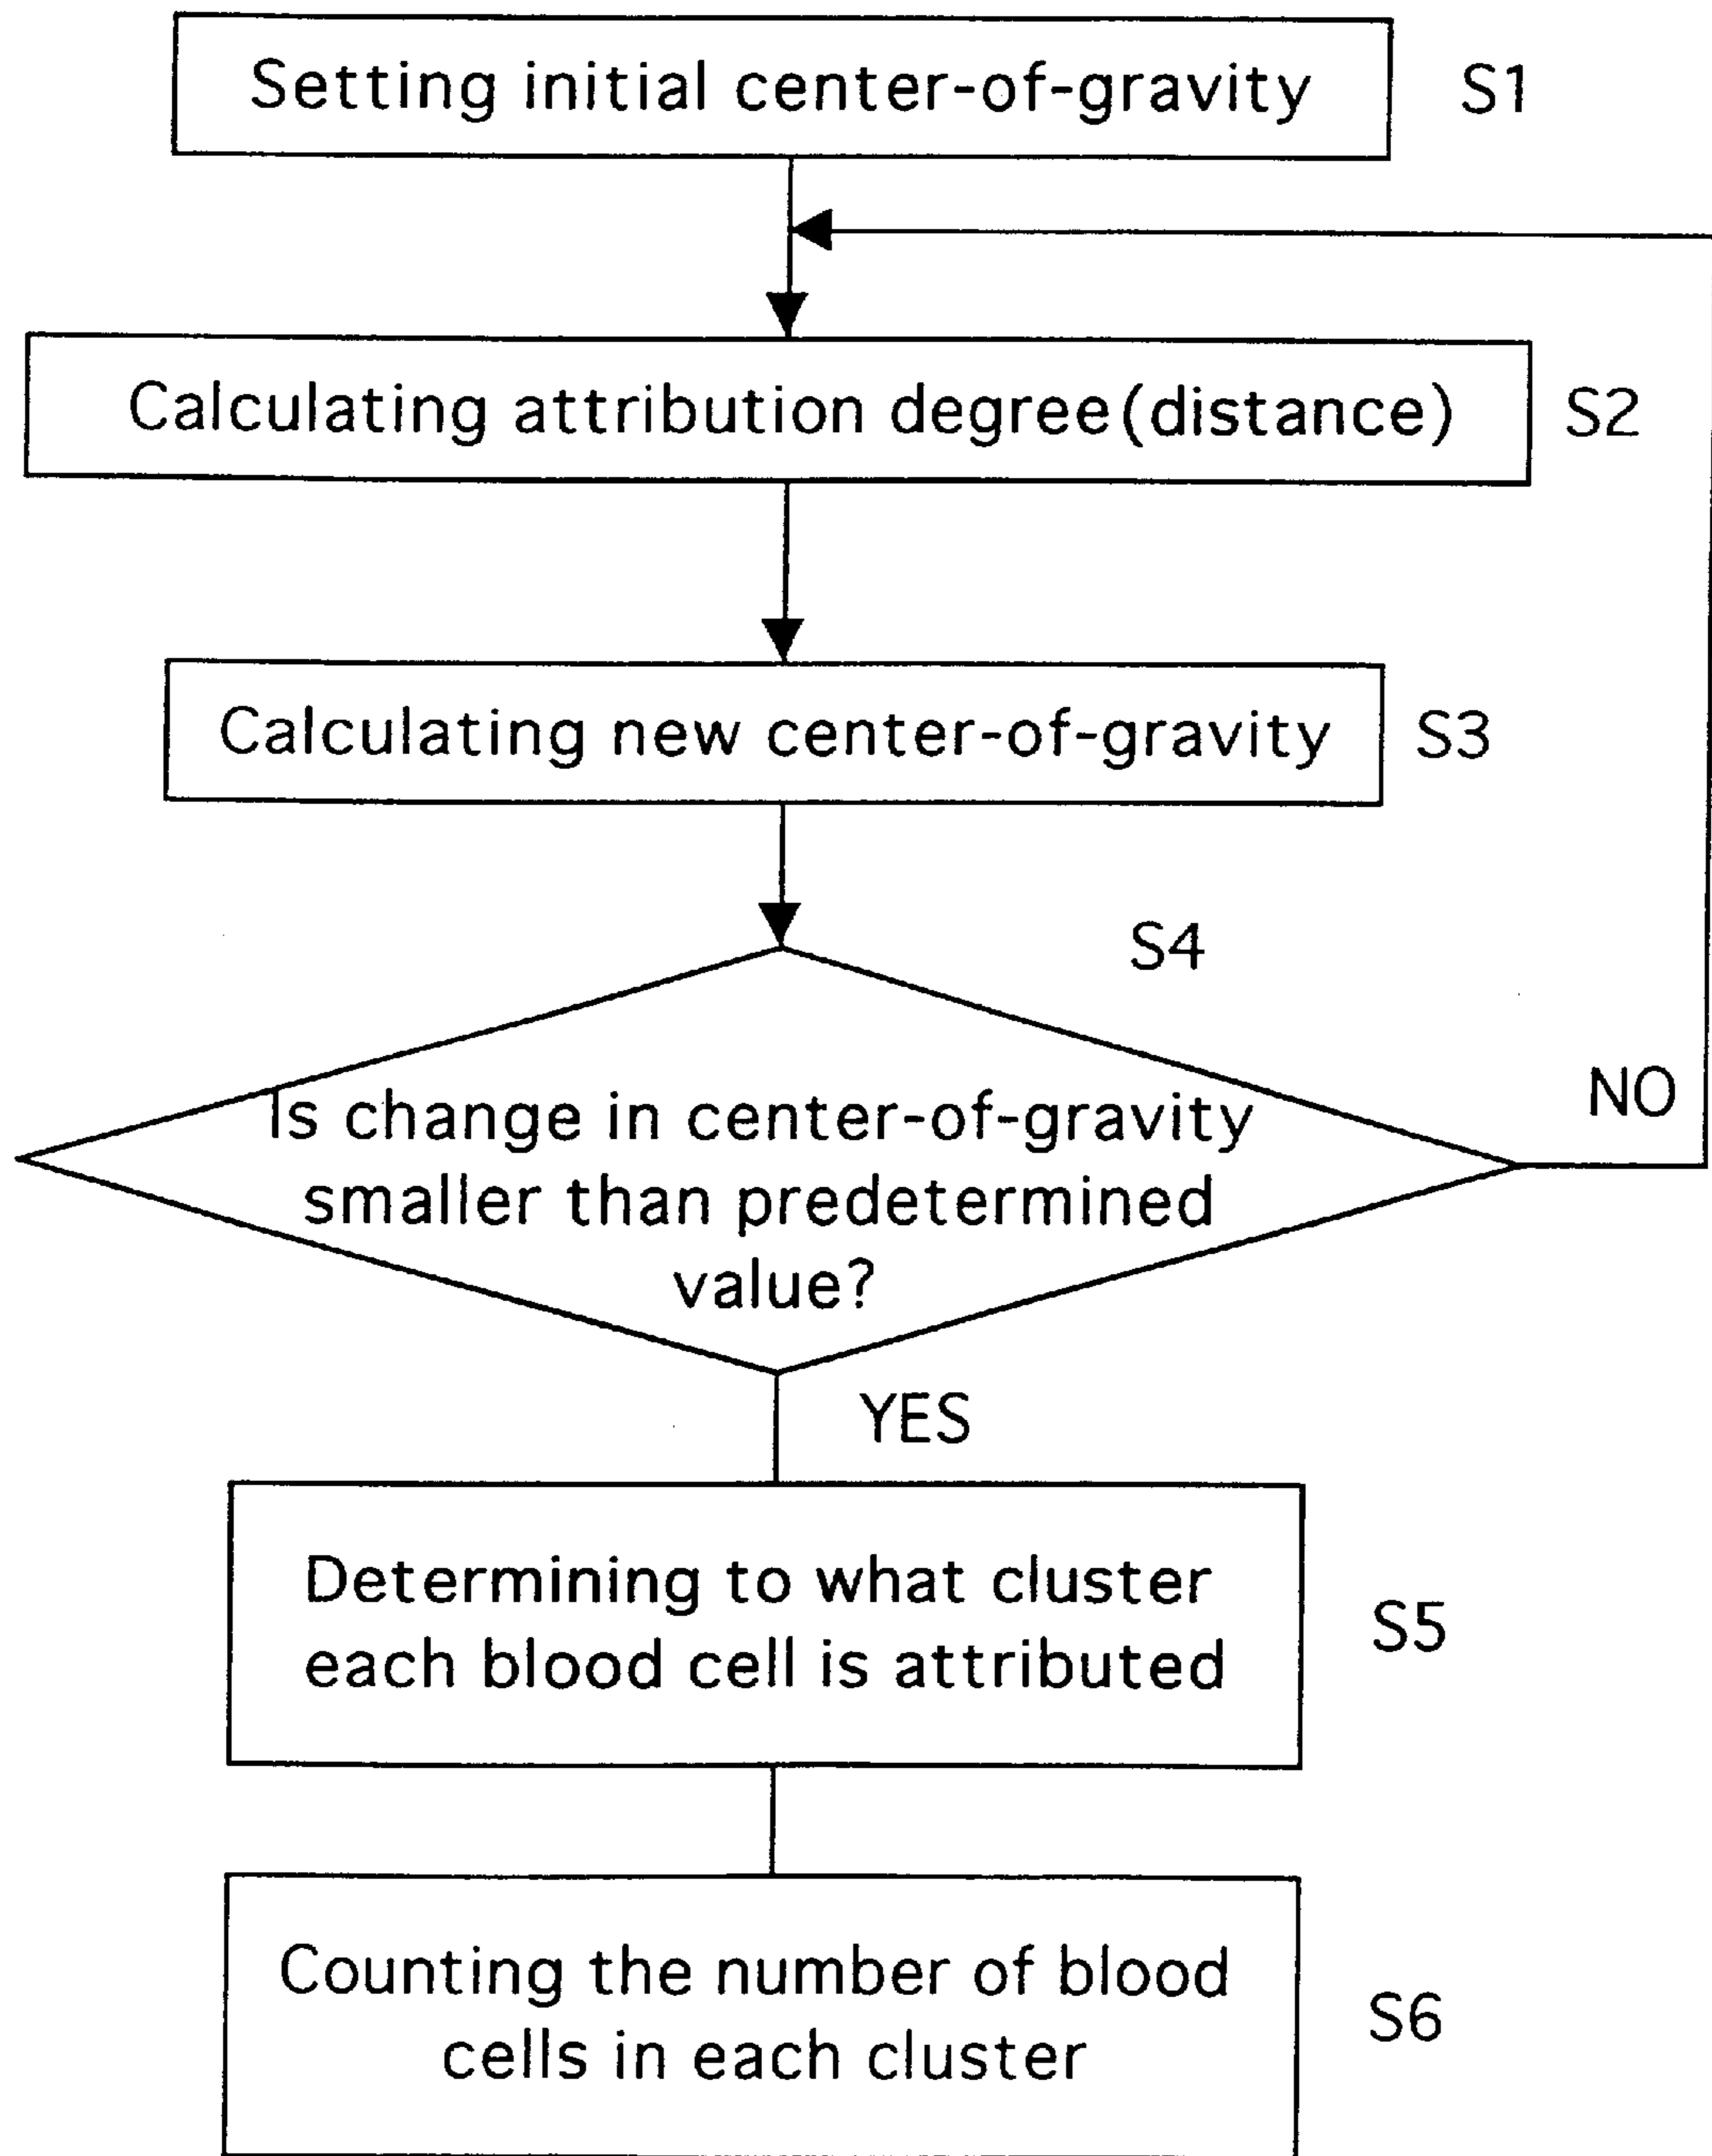 Setting initial center-of-gravity S1
Calculating attribution degree(distance) S2
Calculating new center-of-gravity S3
S4
Is change in center-of-gravity
smaller than predetermined
value?
NO
YES
Determining to what cluster
each blood cell is attributed
S5
Counting the number of blood
cells in each cluster
S6